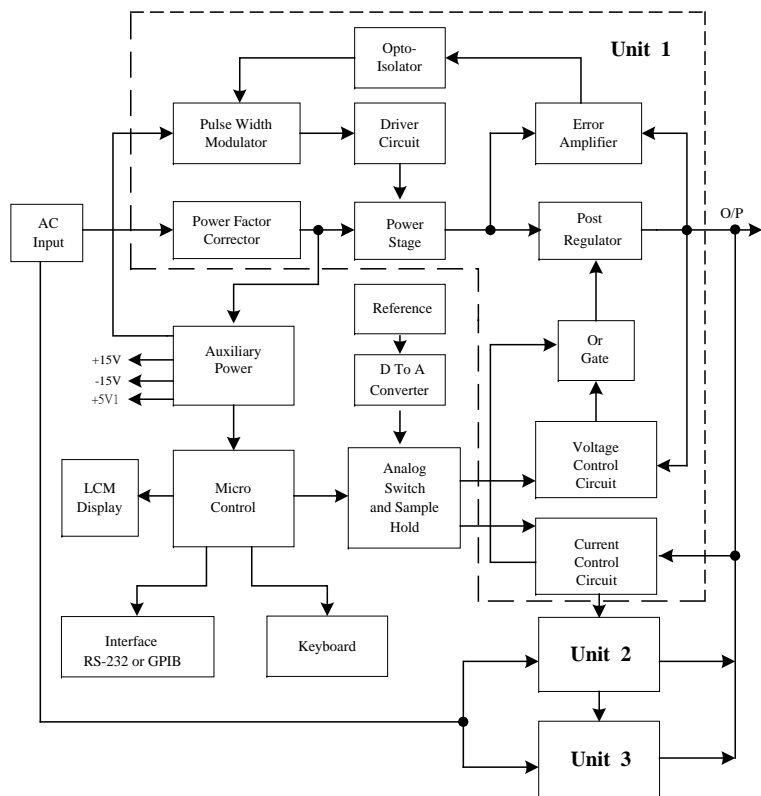 Opto-
Isolator
Unit 1
Pulse Width
Modulator
Driver
Circuit
Error
Amplifier
AC
Input
Power Factor
Corrector
Power
Stage
Post
Regulator
O/P
Reference
Auxiliary
Power
+15V
-15V
+5V1
D To A
Converter
Or
Gate
LCM
Display
Micro
Control
Analog
Switch
and Sample
Hold
Voltage
Control
Circuit
Current
Control
Circuit
Interface
RS-232 or GPIB
Keyboard
Unit 2
Unit 3